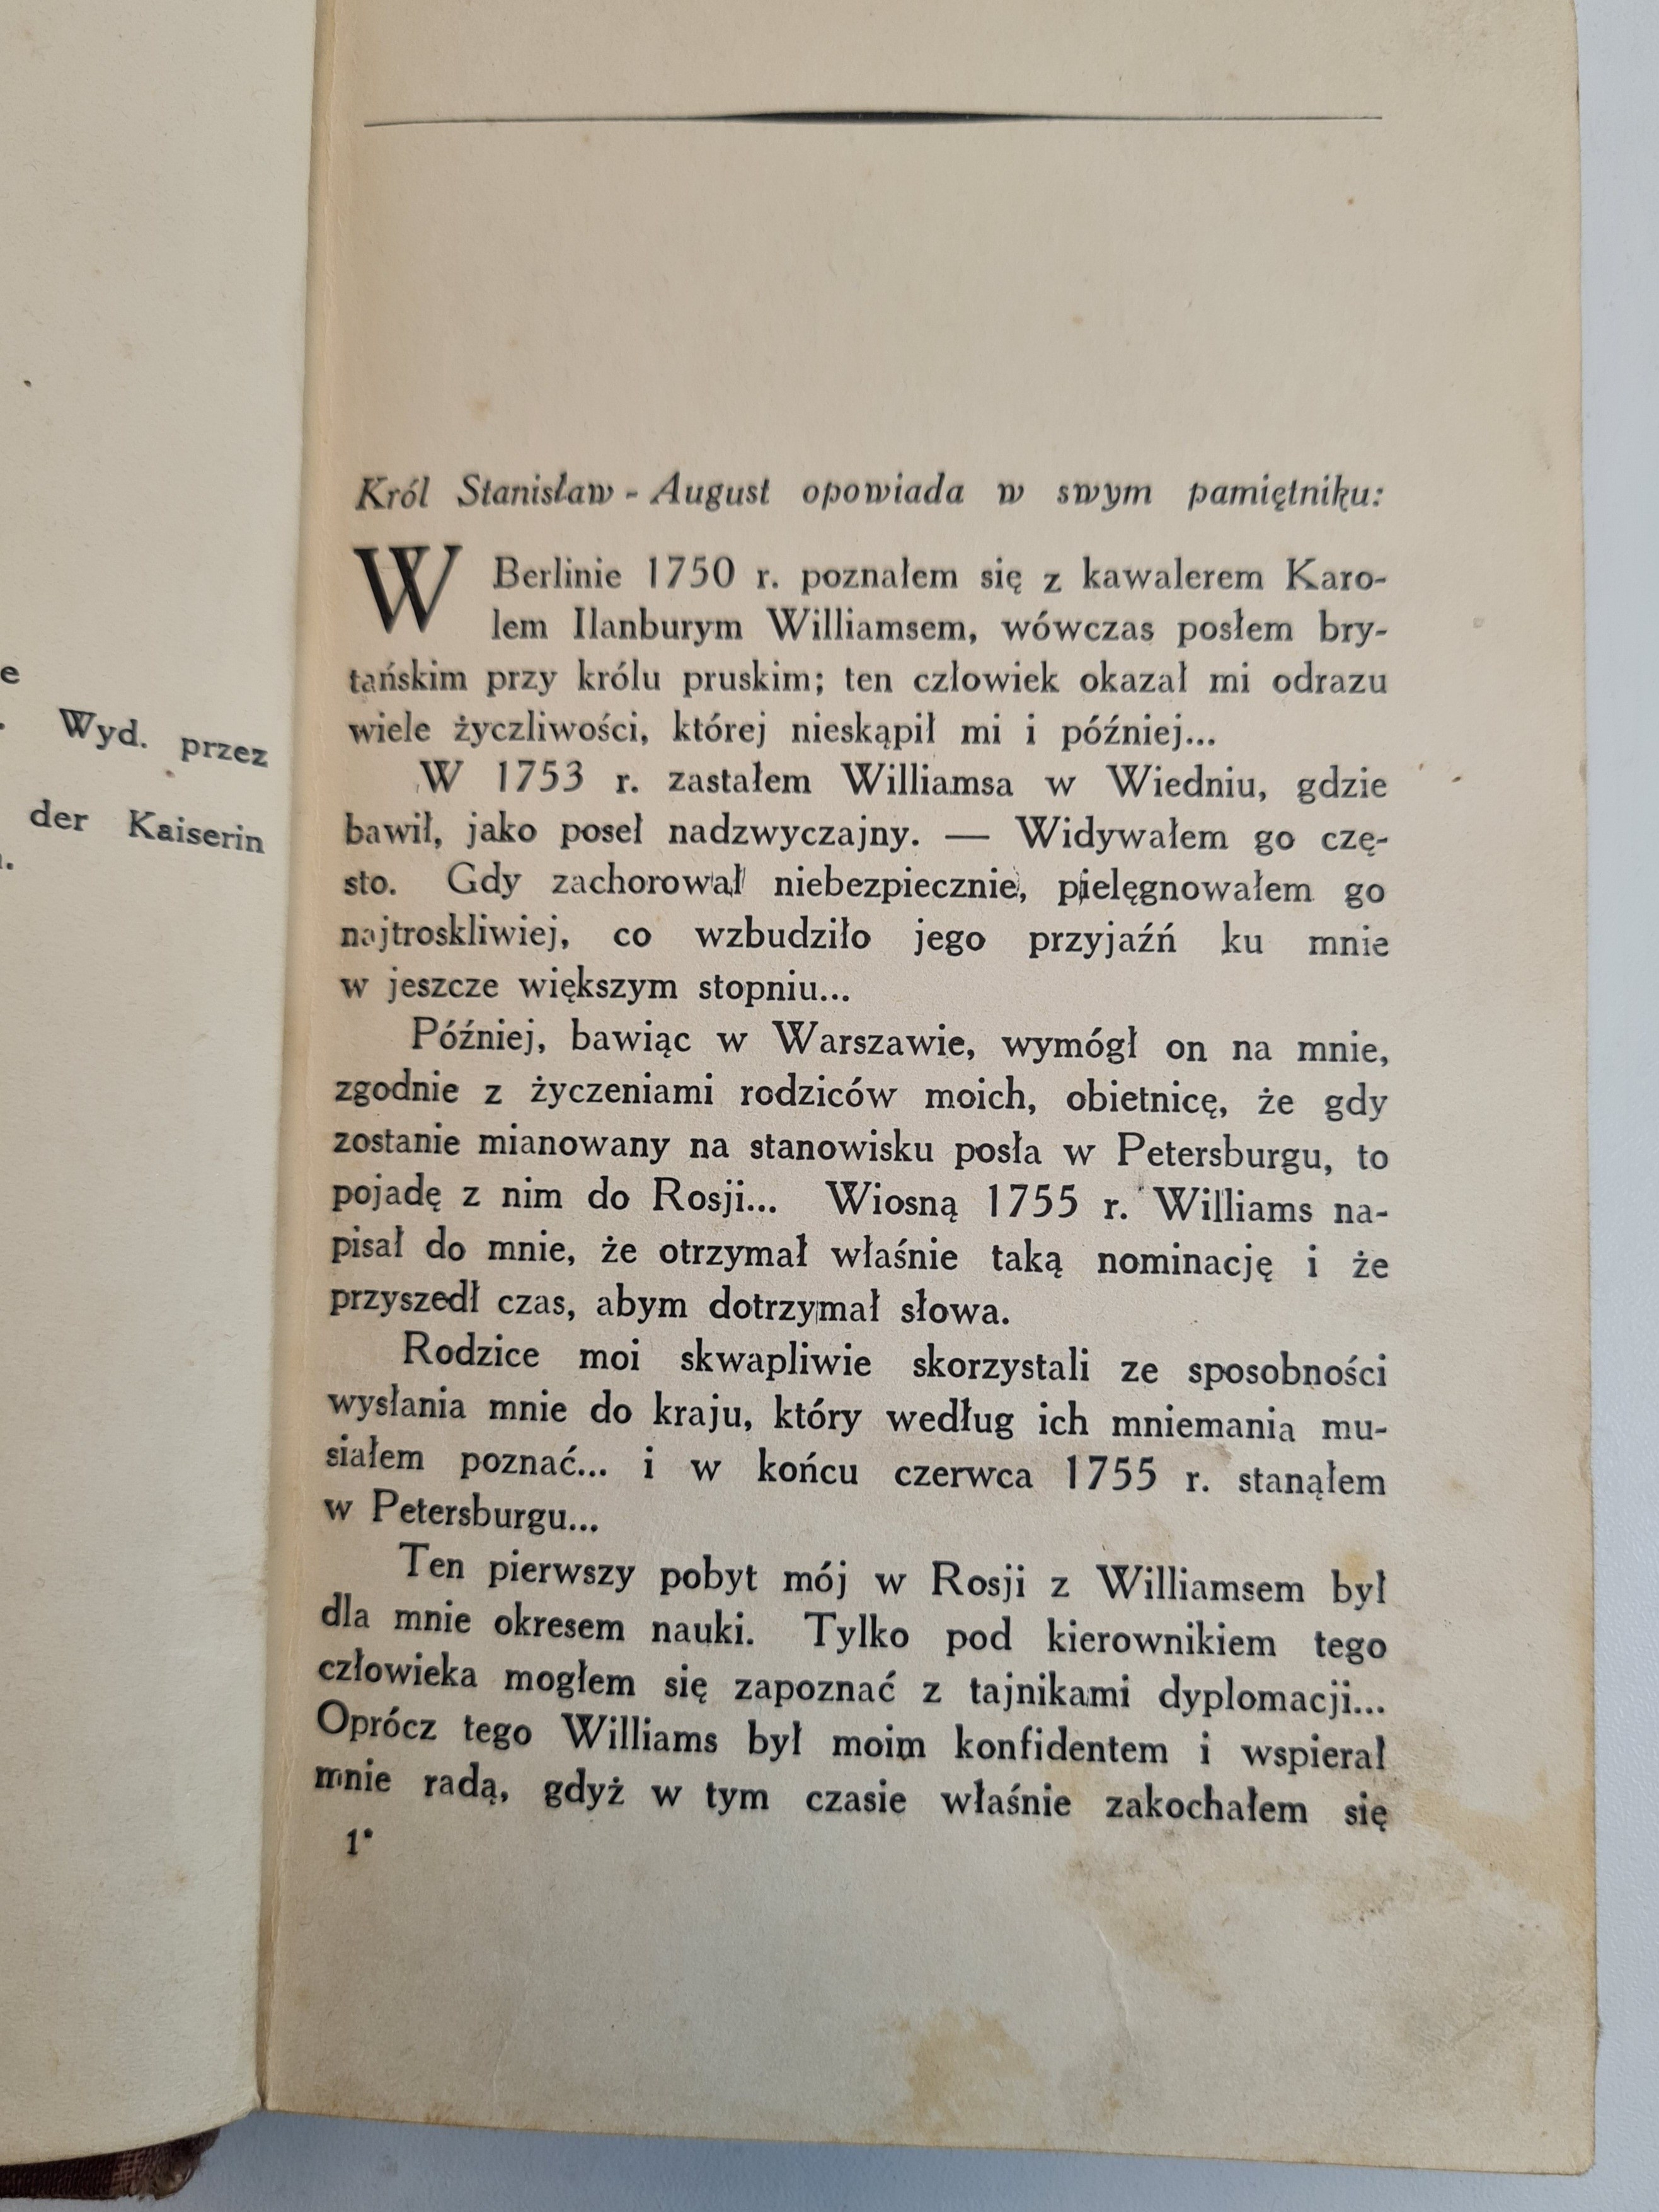 e
Wyd. przez
der Kaiserin
Król Stanisław - August opowiada w swym pamiętniku:
W Berlinie 1750 r. poznałem się z kawalerem Karo-
lem Ilanburym Williamsem, wówczas posłem bry-
tańskim przy królu pruskim; ten człowiek okazał mi odrazu
wiele życzliwości, której nieskąpił mi i później...
W 1753 r. zastałem Williamsa w Wiedniu, gdzie
bawił, jako poseł nadzwyczajny. — Widywałem go czę-
sto. Gdy zachorował niebezpiecznie, pielęgnowałem go
najtroskliwiej, co wzbudziło jego przyjaźń ku mnie
w jeszcze większym stopniu...
Później, bawiąc w Warszawie, wymógł on na mnie,
zgodnie z życzeniami rodziców moich, obietnicę, że gdy
zostanie mianowany na stanowisku posła w Petersburgu, to
pojadę z nim do Rosji... Wiosną 1755 r. Williams na-
pisał do mnie, że otrzymał właśnie taką nominację i że
przyszedł czas, abym dotrzymał słowa.
Rodzice moi skwapliwie skorzystali ze sposobności
wysłania mnie do kraju, który według ich mniemania mu-
siałem poznać... i w końcu czerwca 1755 r. stanąłem
w Petersburgu...
Ten pierwszy pobyt mój w Rosji z Williamsem był
dla mnie okresem nauki. Tylko pod kierownikiem tego
człowieka mogłem się zapoznać z tajnikami dyplomacji...
Oprócz tego Williams był moim konfidentem i wspierał
mnie radą, gdyż w tym czasie właśnie zakochałem się
1*